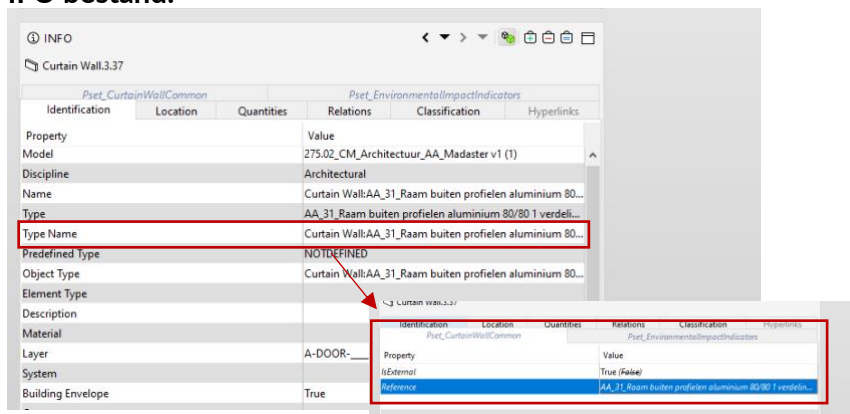 INFO
Curtain Wall.3.37
Pset_CurtainWallCommon Pset_EnvironmentalImpactIndicators
Identification Location Quantities Relations Classification Hyperlinks
Property Value
Model 275.02_CM_Architectuur_AA_Madaster v1 (1)
Discipline Architectural
Name Curtain Wall:AA_31_Raam buiten profielen aluminium 80...
Type AA_31_Raam buiten profielen aluminium 80/80 1 verdeli...
Type Name Curtain Wall:AA_31_Raam buiten profielen aluminium 80...
Predefined Type NOTDEFINED
Object Type Curtain Wall:AA_31_Raam buiten profielen aluminium 80...
Element Type
Description
Material
Layer A-DOOR-___
System
Building Envelope True
Curtain Wall.3.37
Identification Location Quantities Relations Classification Hyperlinks
Pset_CurtainWallCommon Pset_EnvironmentalImpactIndicators
Property Value
IsExternal True (False)
Reference AA_31_Raam buiten profielen aluminium 80/80 1 verdelin...